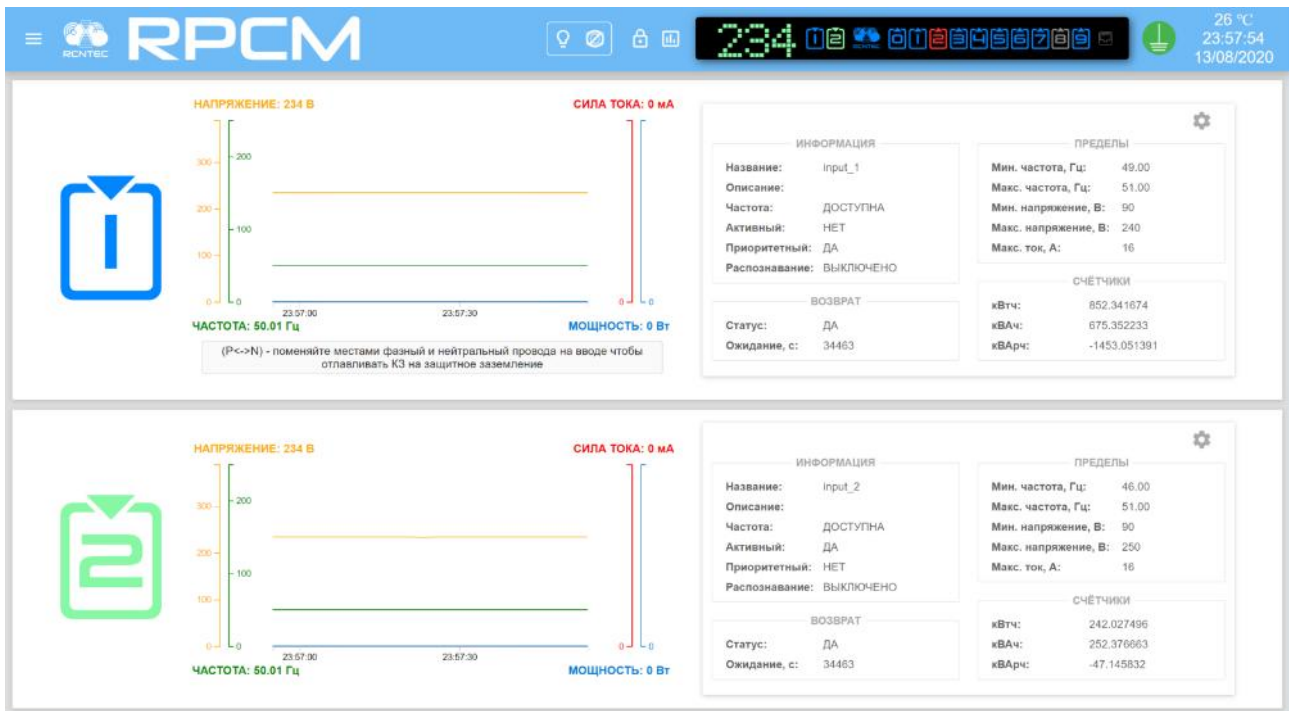 RCNTEC RPCM
234
26 °C
23:57:54
13/08/2020
НАПРЯЖЕНИЕ: 234 В
СИЛА ТОКА: 0 мА
300
200
100
0
200
100
0
0
0
23:57:00
23:57:30
ЧАСТОТА: 50.01 Гц
МОЩНОСТЬ: 0 Вт
(P<->N) - поменяйте местами фазный и нейтральный провода на вводе чтобы
отлавливать КЗ на защитное заземление
1
ИНФОРМАЦИЯ
Название: input_1
Описание:
Частота: ДОСТУПНА
Активный: НЕТ
Приоритетный: ДА
Распознавание: ВЫКЛЮЧЕНО
ВОЗВРАТ
Статус: ДА
Ожидание, с: 34463
ПРЕДЕЛЫ
Мин. частота, Гц: 49.00
Макс. частота, Гц: 51.00
Мин. напряжение, В: 90
Макс. напряжение, В: 240
Макс. ток, А: 16
СЧЁТЧИКИ
кВтч: 852.341674
кВАч: 675.352233
кВАрч: -1453.051391
НАПРЯЖЕНИЕ: 234 В
СИЛА ТОКА: 0 мА
300
200
100
0
200
100
0
0
0
23:57:00
23:57:30
ЧАСТОТА: 50.01 Гц
МОЩНОСТЬ: 0 Вт
2
ИНФОРМАЦИЯ
Название: input_2
Описание:
Частота: ДОСТУПНА
Активный: ДА
Приоритетный: НЕТ
Распознавание: ВЫКЛЮЧЕНО
ВОЗВРАТ
Статус: ДА
Ожидание, с: 34463
ПРЕДЕЛЫ
Мин. частота, Гц: 46.00
Макс. частота, Гц: 51.00
Мин. напряжение, В: 90
Макс. напряжение, В: 250
Макс. ток, А: 16
СЧЁТЧИКИ
кВтч: 242.027496
кВАч: 252.376663
кВАрч: -47.145832